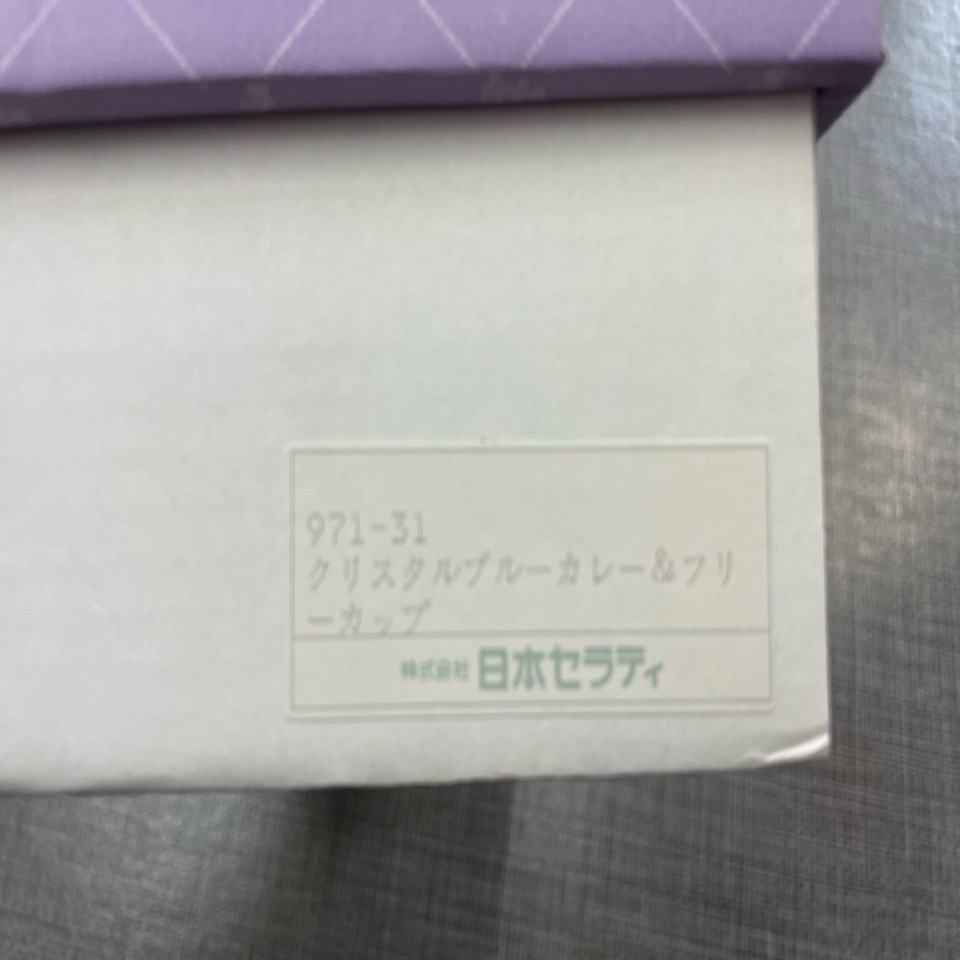 971-31
クリスタルブルーカレー&フリ
ーカップ
株式会社 日本セラティ